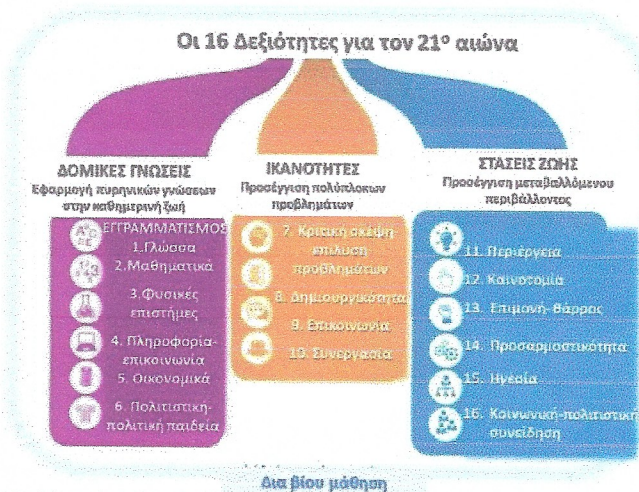 Οι 16 Δεξιότητες για τον 21ο αιώνα
ΔΟΜΙΚΕΣ ΓΝΩΣΕΙΣ
Εφαρμογή πυρηνικών γνώσεων
στην καθημερινή ζωή
ΕΓΓΡΑΜΜΑΤΙΣΜΟΣ
1.Γλώσσα
2.Μαθηματικά
3.Φυσικές
επιστήμες
4. Πληροφορία-
επικοινωνία
5. Οικονομικά
6. Πολιτιστικη-
πολιτική παιδεία
ΙΚΑΝΟΤΗΤΕΣ
Προσέγγιση πολύπλοκων
προβλημάτων
7. Κριτική σκέψη-
επίλυση
προβλημάτων
8. Δημιουργικότητα
9. Επικοινωνία
10. Συνεργασία
ΣΤΑΣΕΙΣ ΖΩΗΣ
Προσέγγιση μεταβαλλόμενου
περιβάλλοντος
11. Περιέργεια
12. Καινοτομία
13. Επιμονή-Θάρρος
14. Προσαρμοστικότητα
15. Ηγεσία
16. Κοινωνική-πολιτιστική
συνείδηση
Δια βίου μάθηση